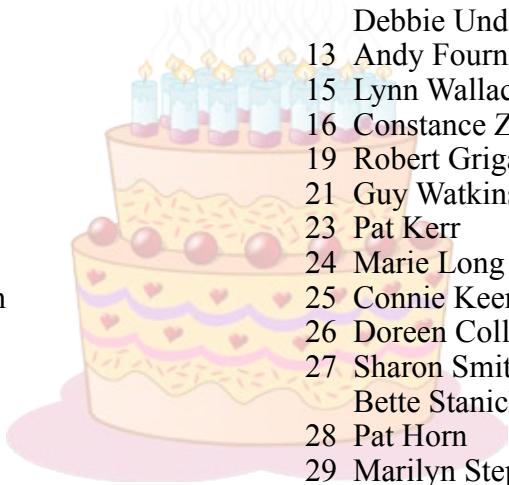 Debbie Und
13 Andy Fourn
15 Lynn Wallac
16 Constance Z
19 Robert Griga
21 Guy Watkins
23 Pat Kerr
24 Marie Long
n
25 Connie Kee
26 Doreen Coll
27 Sharon Smit
Bette Stanic
28 Pat Horn
29 Marilyn Step